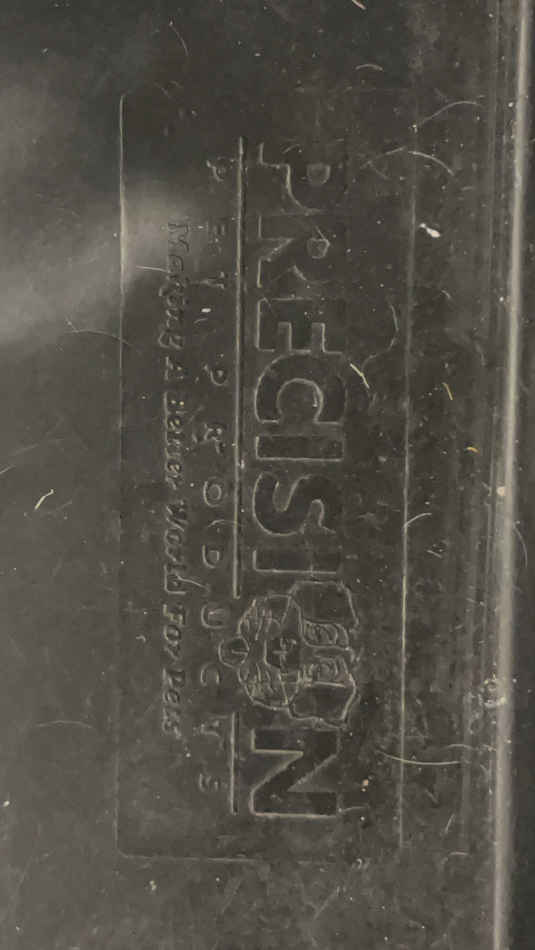 PRECISION
PET PRODUCTS
Making A Better World For Pets